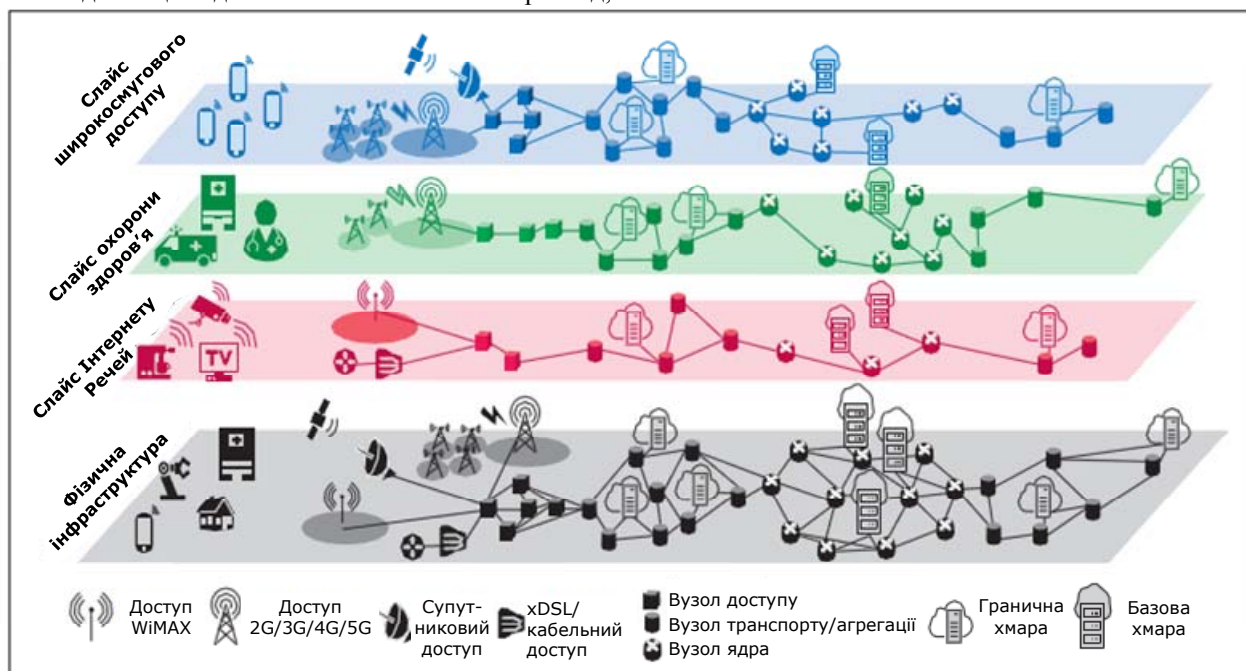 Слайс
широкосмугового
доступу
Слайс охорони
здоров'я
Слайс Інтернету
Речей
TV
Фізична
інфраструктура
Доступ
WiMAX
Доступ
2G/3G/4G/5G
Супут-
никовий
доступ
xDSL/
кабельний
доступ
Вузол доступу
Вузол транспорту/агрегації
Вузол ядра
Гранична
хмара
Базова
хмара